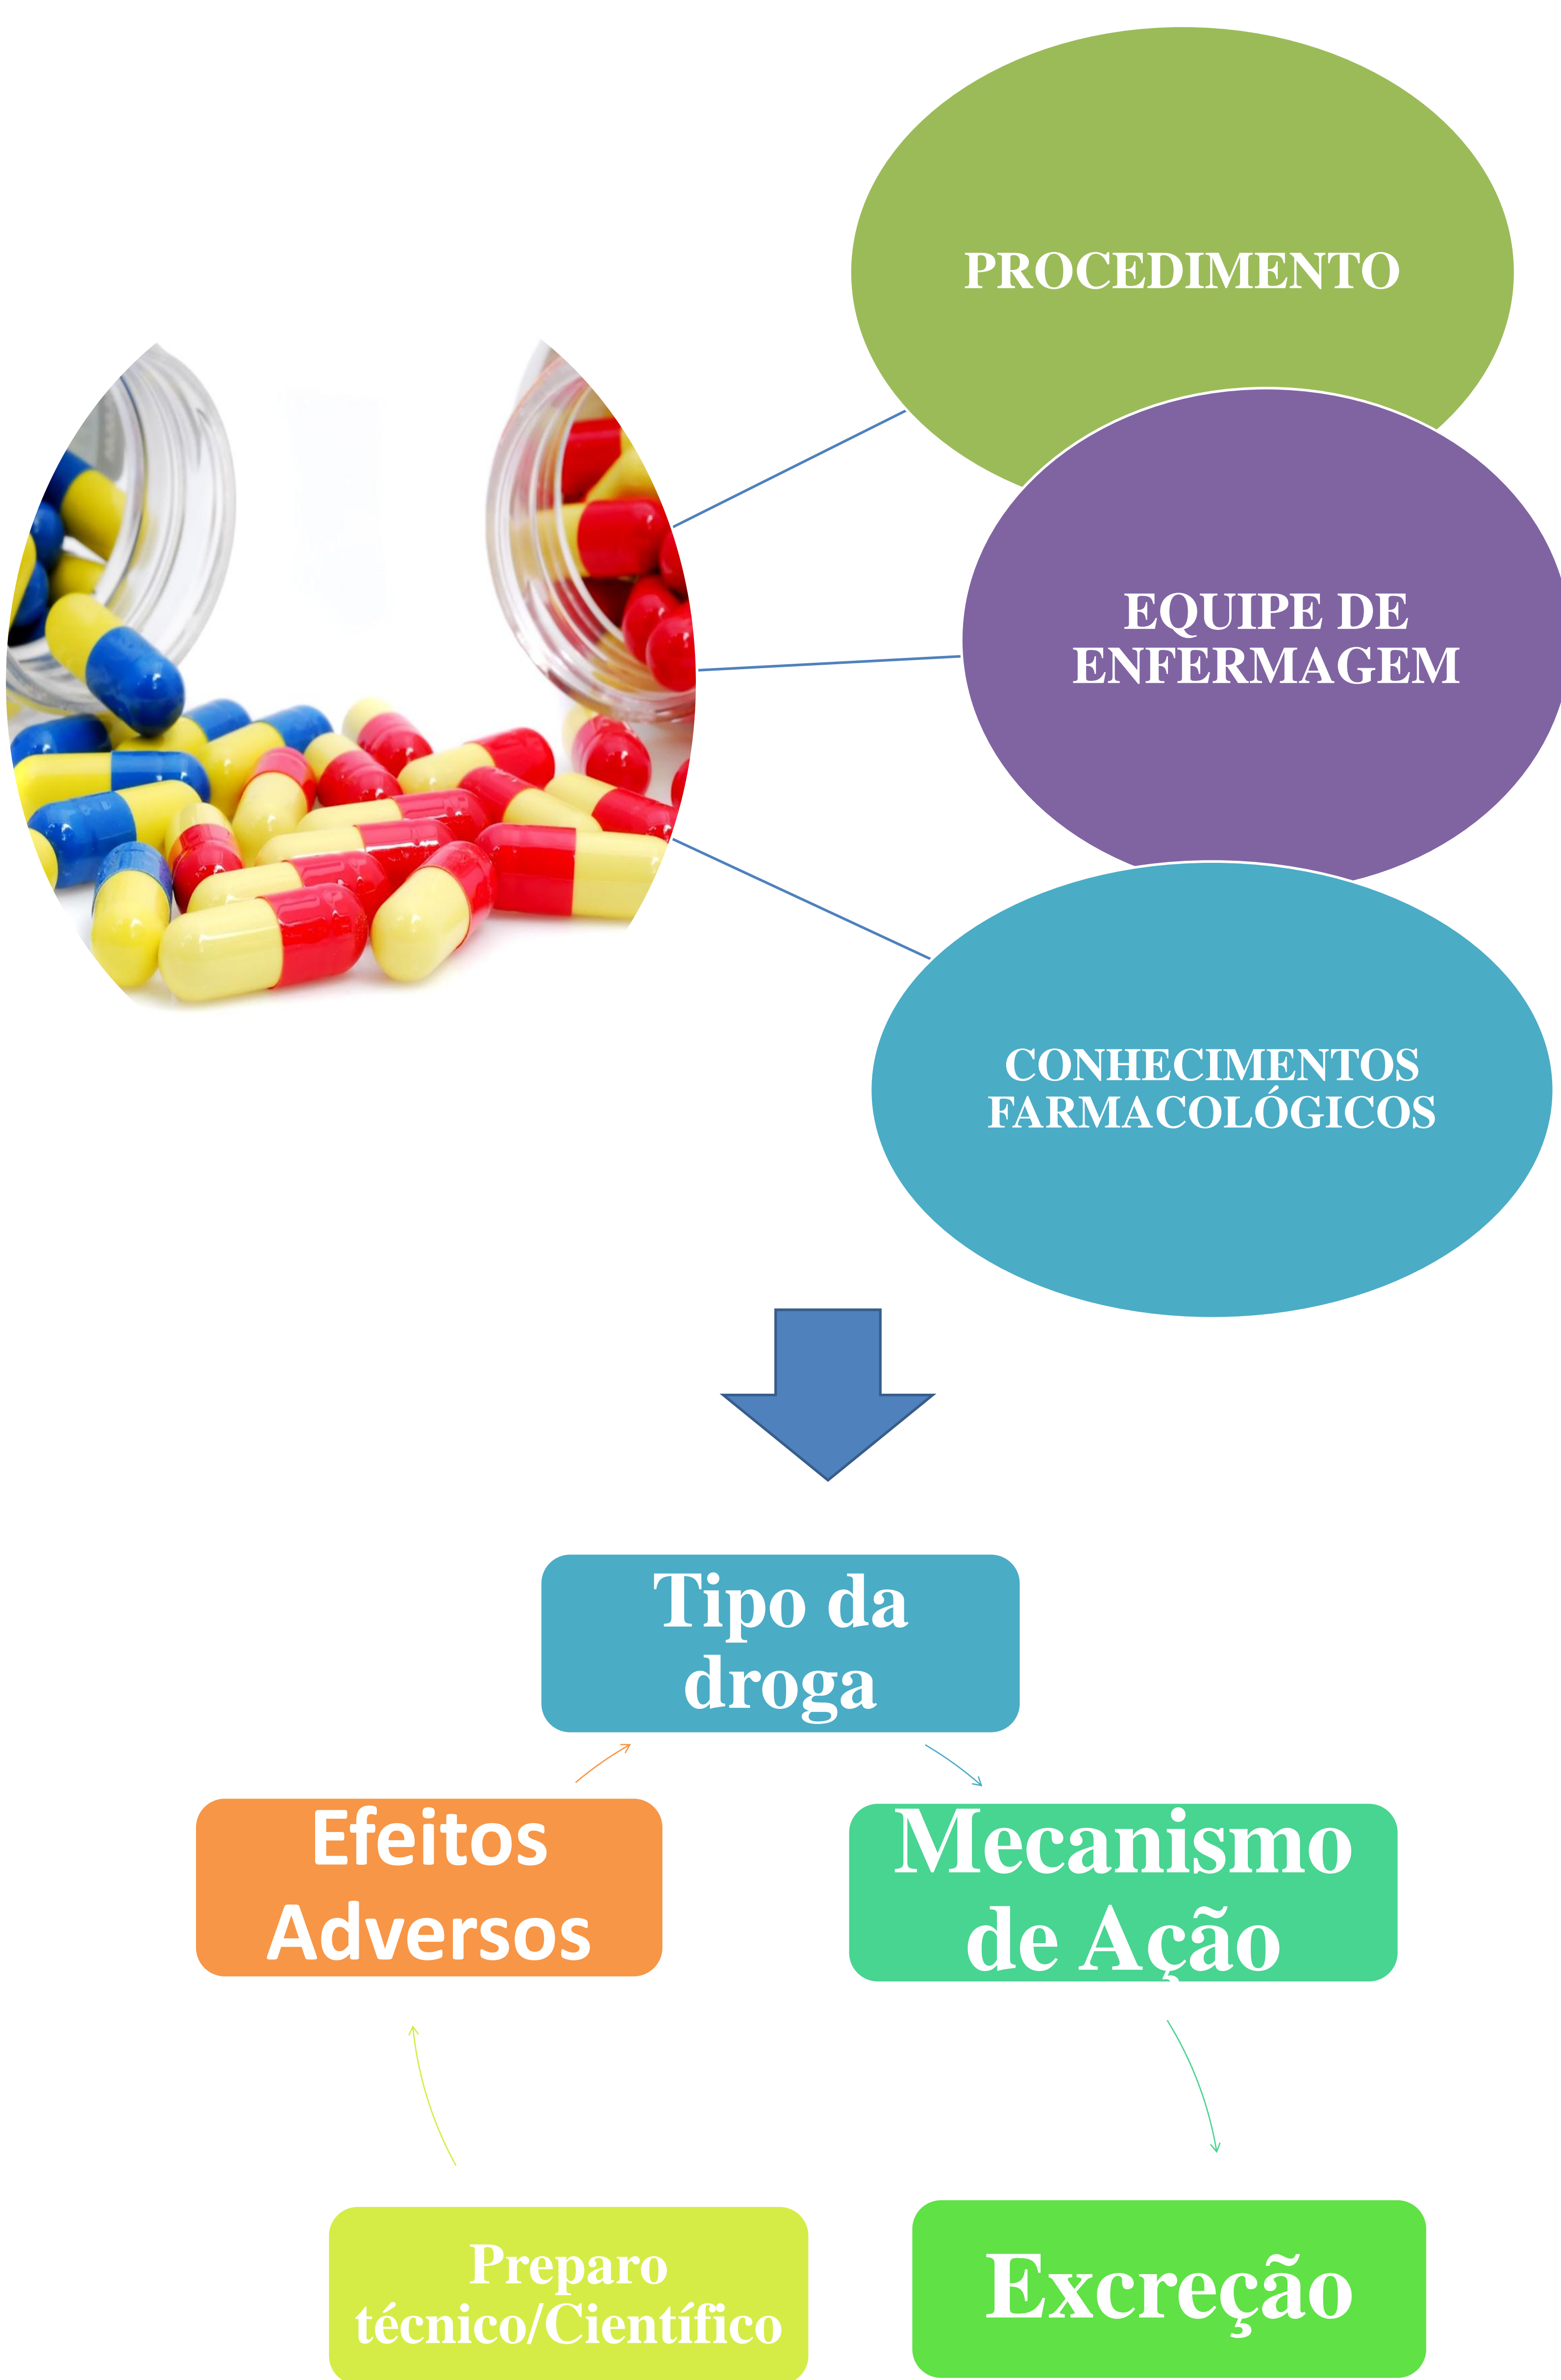 PROCEDIMENTO
EQUIPE DE
ENFERMAGEM
CONHECIMENTOS
FARMACOLÓGICOS
Tipo da
droga
Efeitos
Adversos
Mecanismo
de Ação
Preparo
técnico/Científico
Excreção